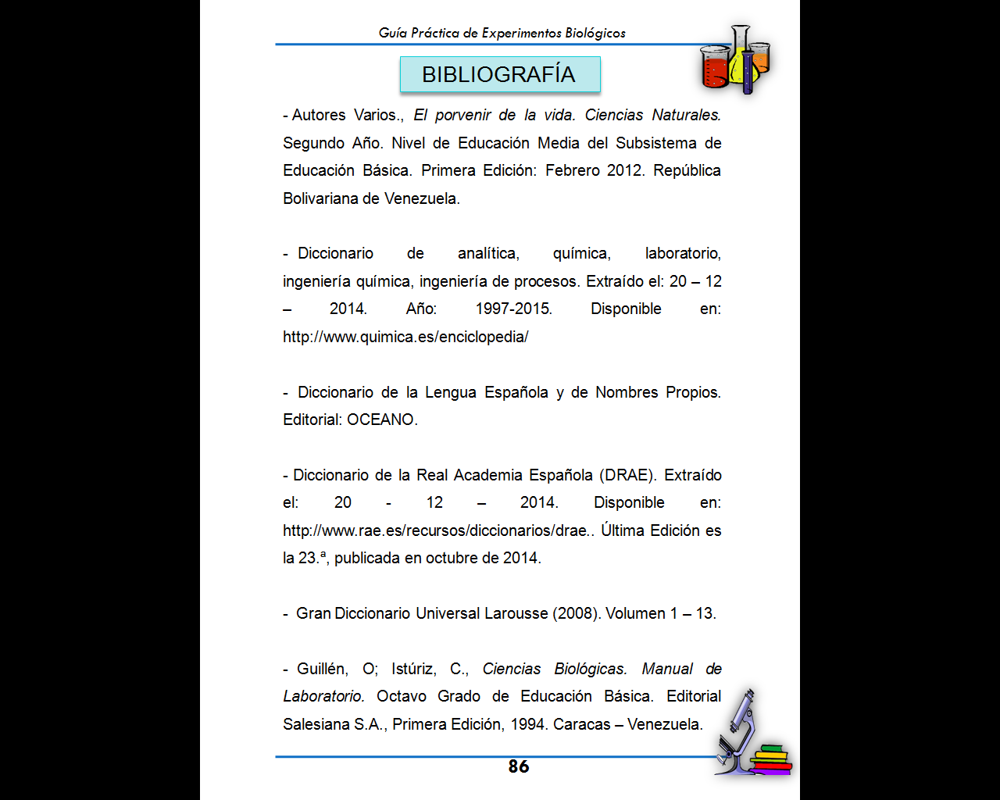 Guía Práctica de Experimentos Biológicos
BIBLIOGRAFÍA
- Autores Varios., El porvenir de la vida. Ciencias Naturales.
Segundo Año. Nivel de Educación Media del Subsistema de
Educación Básica. Primera Edición: Febrero 2012. República
Bolivariana de Venezuela.
- Diccionario de analítica, química, laboratorio,
ingeniería química, ingeniería de procesos. Extraído el: 20 – 12
– 2014. Año: 1997-2015. Disponible en:
http://www.quimica.es/enciclopedia/
- Diccionario de la Lengua Española y de Nombres Propios.
Editorial: OCEANO.
- Diccionario de la Real Academia Española (DRAE). Extraído
el: 20 - 12 – 2014. Disponible en:
http://www.rae.es/recursos/diccionarios/drae.. Última Edición es
la 23.ª, publicada en octubre de 2014.
- Gran Diccionario Universal Larousse (2008). Volumen 1 – 13.
- Guillén, O; Istúriz, C., Ciencias Biológicas. Manual de
Laboratorio. Octavo Grado de Educación Básica. Editorial
Salesiana S.A., Primera Edición, 1994. Caracas – Venezuela.
86